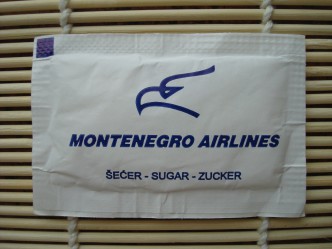 MONTENEGRO AIRLINES
ŠEĆER - SUGAR - ZUCKER